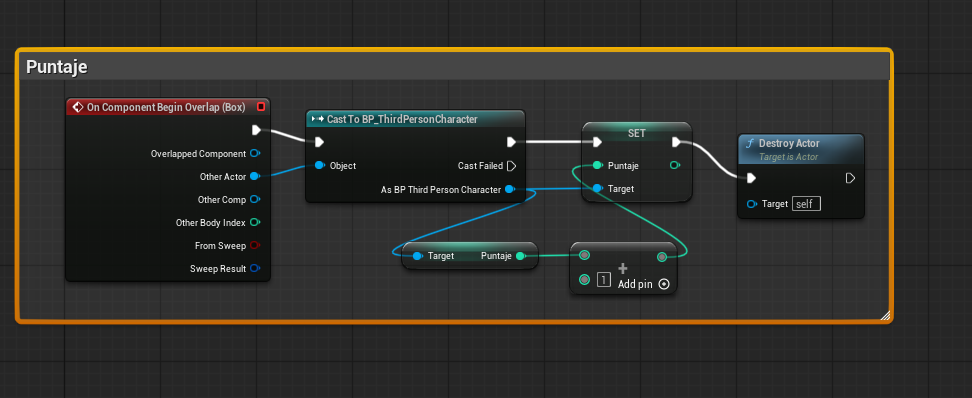 Puntaje
On Component Begin Overlap (Box)
Overlapped Component
Other Actor
Other Comp
Other Body Index
From Sweep
Sweep Result
Cast To BP_ThirdPersonCharacter
Object
Cast Failed
As BP Third Person Character
Target
Puntaje
SET
Puntaje
Target
1
Add pin
f Destroy Actor
Target is Actor
Target self